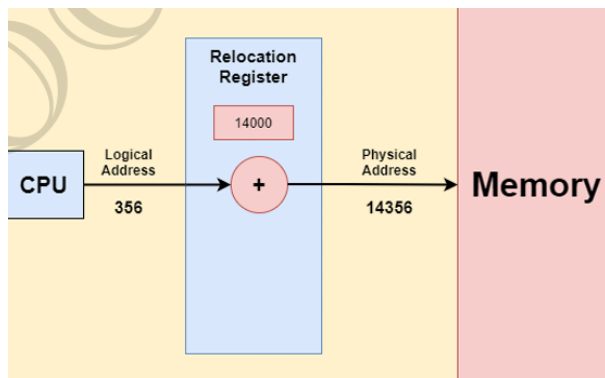 Relocation
Register
14000
CPU
Logical
Address
356
+
Physical
Address
14356
Memory